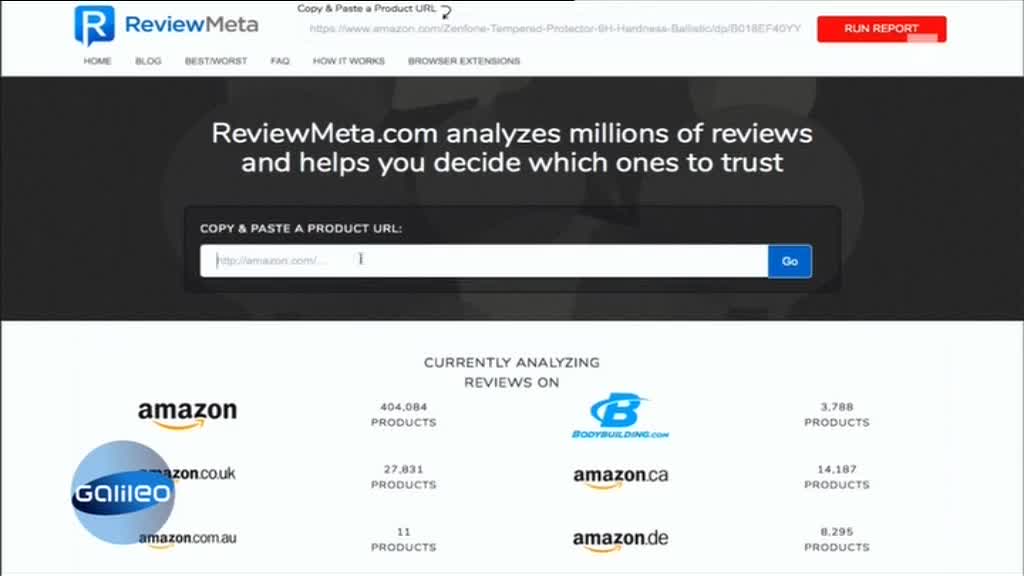 ReviewMeta
Copy & Paste a Product URL
https://www.amazon.com/Zenfone-Tempered-Protector-6H-Hardness-Ballistic/dp/B018EF40YY
RUN REPORT
HOME BLOG BEST/WORST FAQ HOW IT WORKS BROWSER EXTENSIONS
ReviewMeta.com analyzes millions of reviews
and helps you decide which ones to trust
COPY & PASTE A PRODUCT URL:
http://amazon.com/...
Go
CURRENTLY ANALYZING
REVIEWS ON
amazon
404,084
PRODUCTS
B
BODYBUILDING.COM
3,788
PRODUCTS
amazon.co.uk
27,831
PRODUCTS
amazon.ca
14,187
PRODUCTS
Galileo
amazon.com.au
11
PRODUCTS
amazon.de
8,295
PRODUCTS